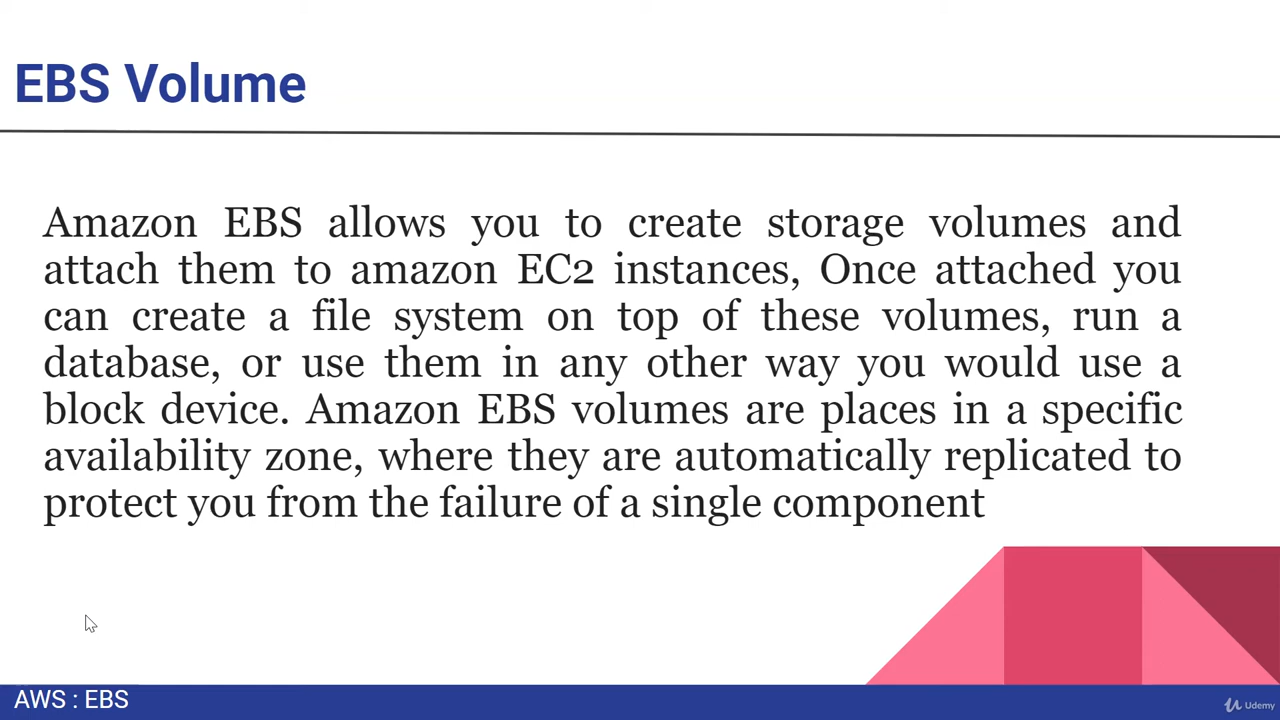 EBS Volume
Amazon EBS allows you to create storage volumes and
attach them to amazon EC2 instances, Once attached you
can create a file system on top of these volumes, run a
database, or use them in any other way you would use a
block device. Amazon EBS volumes are places in a specific
availability zone, where they are automatically replicated to
protect you from the failure of a single component
AWS : EBS
Udemy